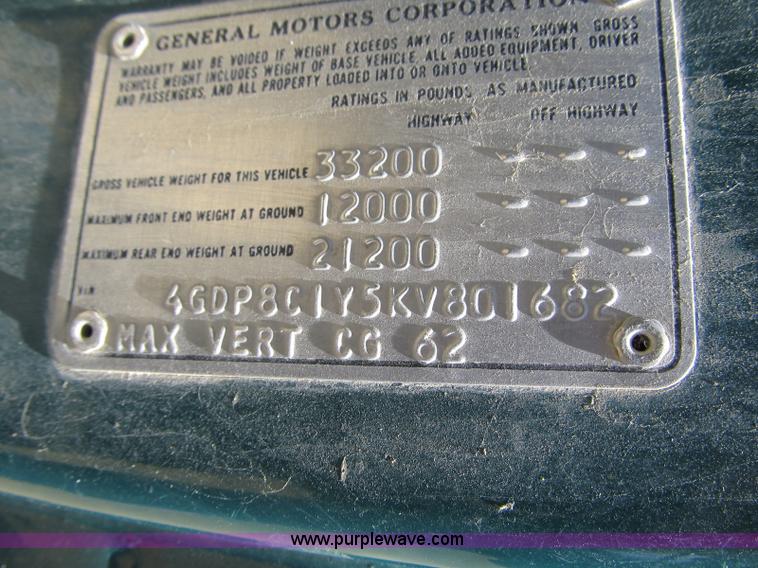 GENERAL MOTORS CORPORATION
WARRANTY MAY BE VOIDED IF WEIGHT EXCEEDS ANY OF RATINGS SHOWN GROSS
VEHICLE WEIGHT INCLUDES WEIGHT OF BASE VEHICLE, ALL ADDED EQUIPMENT, DRIVER
AND PASSENGERS, AND ALL PROPERTY LOADED INTO OR ONTO VEHICLE
RATINGS IN POUNDS AS MANUFACTURED
HIGHWAY OFF HIGHWAY
GROSS VEHICLE WEIGHT FOR THIS VEHICLE 33200 - - -
MAXIMUM FRONT END WEIGHT AT GROUND 12000 - - -
MAXIMUM REAR END WEIGHT AT GROUND 21200 - - -
VIN 4GDP8C1Y5KV801682
MAX VERT CG 62
www.purplewave.com